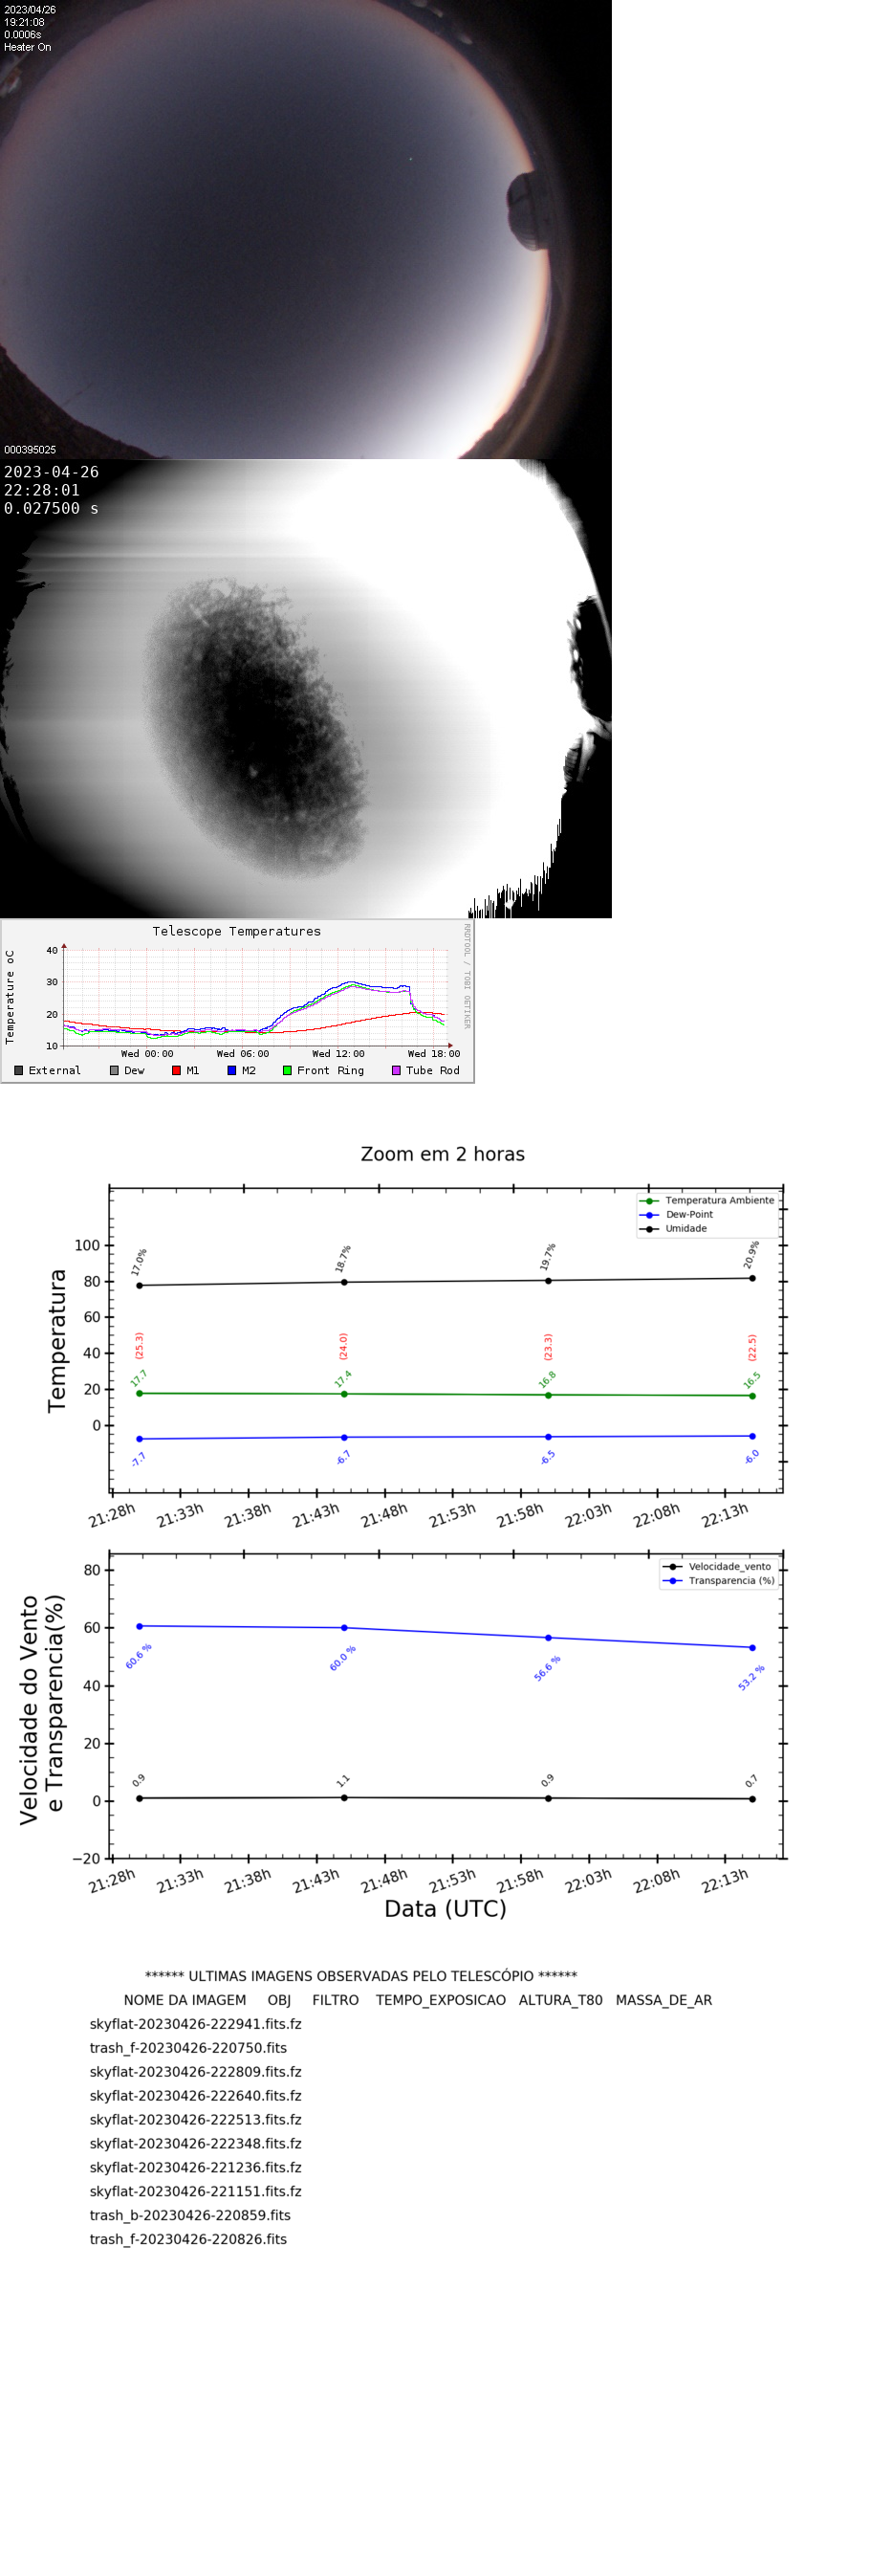 2023/04/26
19:21:08
0.0006s
Heater On
000395025
2023-04-26
22:28:01
0.027500 s
Telescope Temperatures
RRDTOOL / TOBI OETIKER
Temperature oC
40
30
20
10
Wed 00:00 Wed 06:00 Wed 12:00 Wed 18:00
External Dew M1 M2 Front Ring Tube Rod
Zoom em 2 horas
Temperatura Ambiente
Dew-Point
Umidade
Temperatura
100
80
60
40
20
0
17.0% 18.7% 19.7% 20.9%
(25.3) (24.0) (23.3) (22.5)
17.7 17.4 16.8 16.5
-7.7 -6.7 -6.5 -6.0
21:28h 21:33h 21:38h 21:43h 21:48h 21:53h 21:58h 22:03h 22:08h 22:13h
Velocidade_vento
Transparencia (%)
Velocidade do Vento
e Transparencia(%)
80
60
40
20
0
−20
60.6 % 60.0 % 56.6 % 53.2 %
0.9 1.1 0.9 0.7
21:28h 21:33h 21:38h 21:43h 21:48h 21:53h 21:58h 22:03h 22:08h 22:13h
Data (UTC)
****** ULTIMAS IMAGENS OBSERVADAS PELO TELESCÓPIO ******
NOME DA IMAGEM OBJ FILTRO TEMPO_EXPOSICAO ALTURA_T80 MASSA_DE_AR
skyflat-20230426-222941.fits.fz
trash_f-20230426-220750.fits
skyflat-20230426-222809.fits.fz
skyflat-20230426-222640.fits.fz
skyflat-20230426-222513.fits.fz
skyflat-20230426-222348.fits.fz
skyflat-20230426-221236.fits.fz
skyflat-20230426-221151.fits.fz
trash_b-20230426-220859.fits
trash_f-20230426-220826.fits